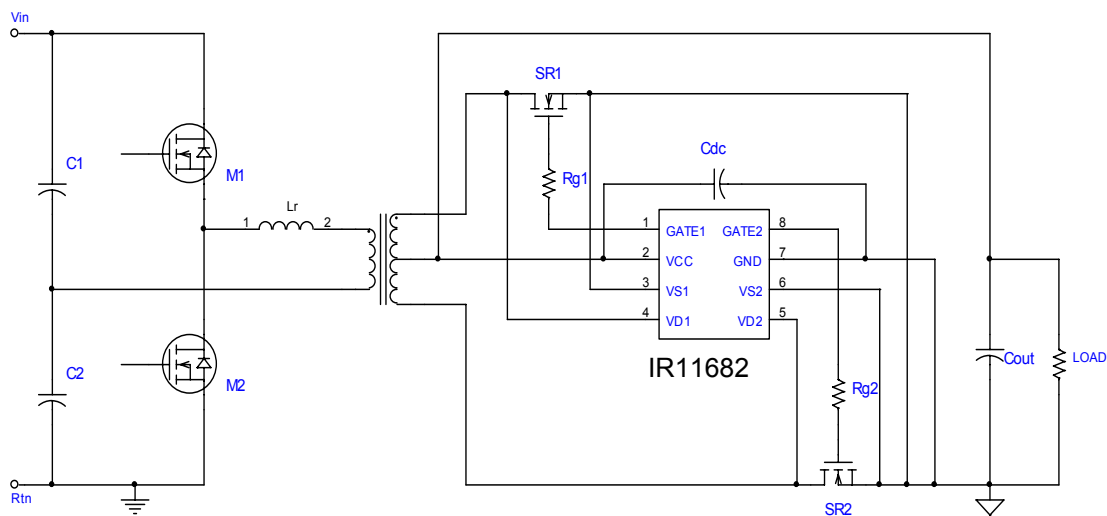 Vin
SR1
C1
M1
Cdc
Rg1
Lr
1
2
1
GATE1
GATE2
8
2
VCC
GND
7
3
VS1
VS2
6
4
VD1
VD2
5
IR11682
C2
M2
Rg2
Cout
LOAD
Rtn
SR2